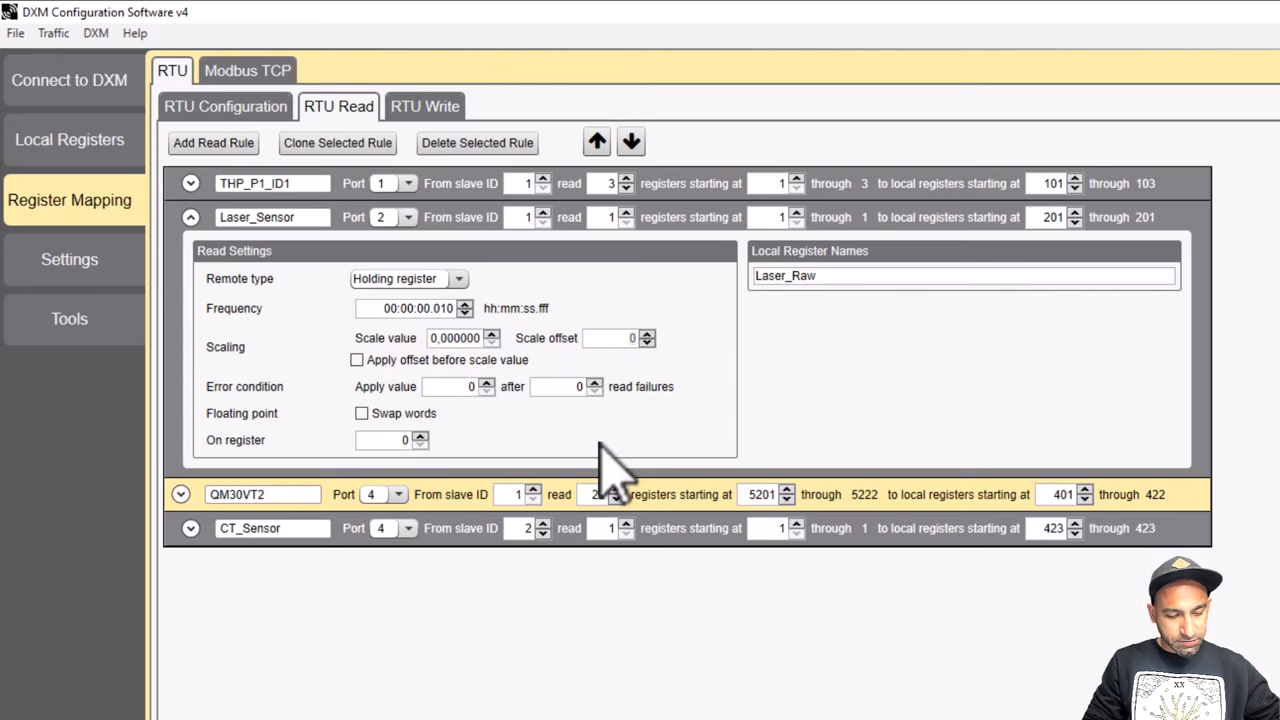 DXM Configuration Software v4
File Traffic DXM Help
Connect to DXM
Local Registers
Register Mapping
Settings
Tools
RTU Modbus TCP
RTU Configuration RTU Read RTU Write
Add Read Rule Clone Selected Rule Delete Selected Rule
THP_P1_ID1 Port 1 From slave ID 1 read 3 registers starting at 1 through 3 to local registers starting at 101 through 103
Laser_Sensor Port 2 From slave ID 1 read 1 registers starting at 1 through 1 to local registers starting at 201 through 201
Read Settings
Remote type Holding register
Frequency 00:00:00.010 hh:mm:ss.fff
Scaling Scale value 0,000000 Scale offset 0
Apply offset before scale value
Error condition Apply value 0 after 0 read failures
Floating point Swap words
On register 0
Local Register Names
Laser_Raw
QM30VT2 Port 4 From slave ID 1 read registers starting at 5201 through 5222 to local registers starting at 401 through 422
CT_Sensor Port 4 From slave ID 2 read 1 registers starting at 1 through 1 to local registers starting at 423 through 423
XX